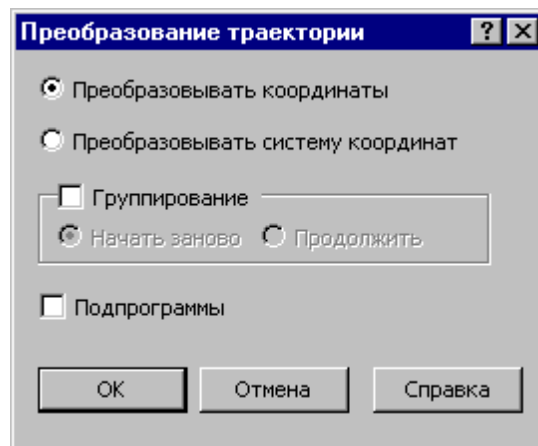 Преобразование траектории
Преобразовывать координаты
Преобразовывать систему координат
Группирование
Начать заново Продолжить
Подпрограммы
OK Отмена Справка